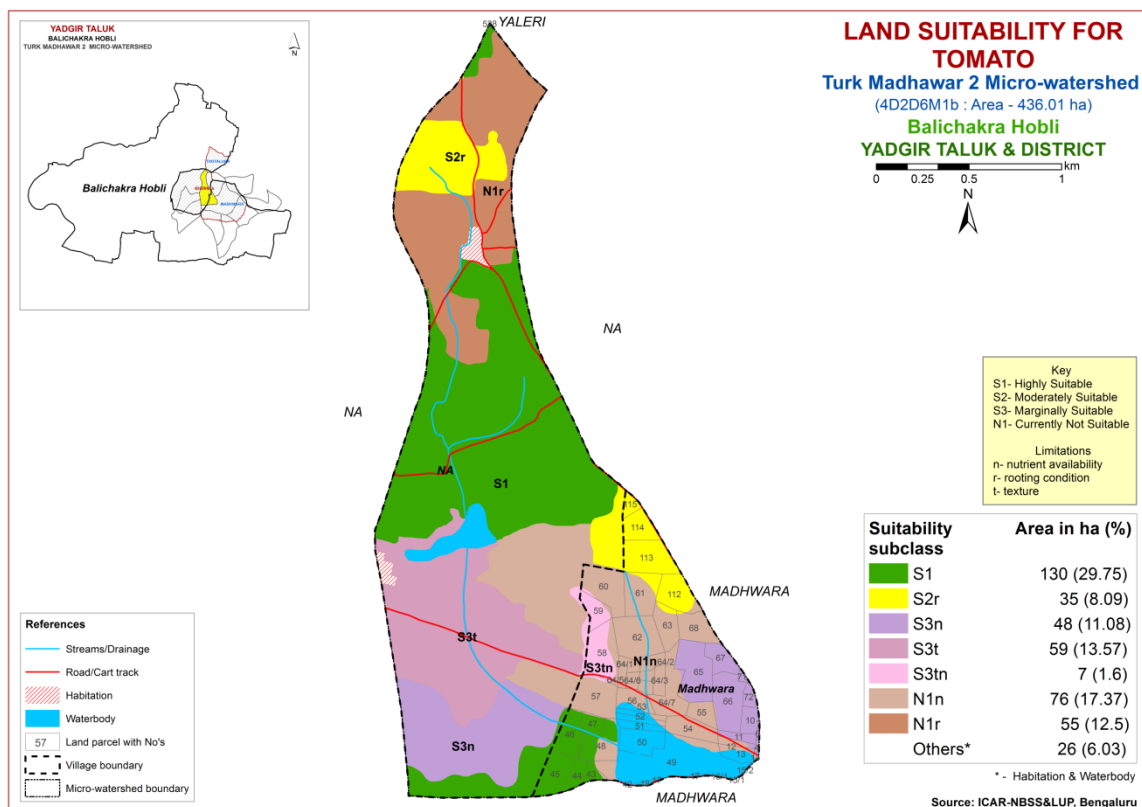 YADGIR TALUK
BALICHAKRA HOBLI
TURK MADHAWAR 2 MICRO-WATERSHED
N
Balichakra Hobli
YALERI
LAND SUITABILITY FOR
TOMATO
Turk Madhawar 2 Micro-watershed
(4D2D6M1b : Area - 436.01 ha)
Balichakra Hobli
YADGIR TALUK & DISTRICT
km
0 0.25 0.5 1
N
S2r
N1r
NA
NA
NA
S1
Key
S1- Highly Suitable
S2- Moderately Suitable
S3- Marginally Suitable
N1- Currently Not Suitable
Limitations
n- nutrient availability
r- rooting condition
t- texture
115
114
113
MADHWARA
112
60
61
59
63
68
62
S3t
58
S3tn
N1n
64/1
64/2
67
65
64/3
Madhwara
66
72
57
56
64/7
53
52
51
55
10
47
54
11
S3n
46
48
50
12
13
49
45
44
43
MADHWARA
Suitability
subclass
Area in ha (%)
S1 130 (29.75)
S2r 35 (8.09)
S3n 48 (11.08)
S3t 59 (13.57)
S3tn 7 (1.6)
N1n 76 (17.37)
N1r 55 (12.5)
Others* 26 (6.03)
* - Habitation & Waterbody
Source: ICAR-NBSS&LUP, Bengaluru
References
Streams/Drainage
Road/Cart track
Habitation
Waterbody
57 Land parcel with No's
Village boundary
Micro-watershed boundary